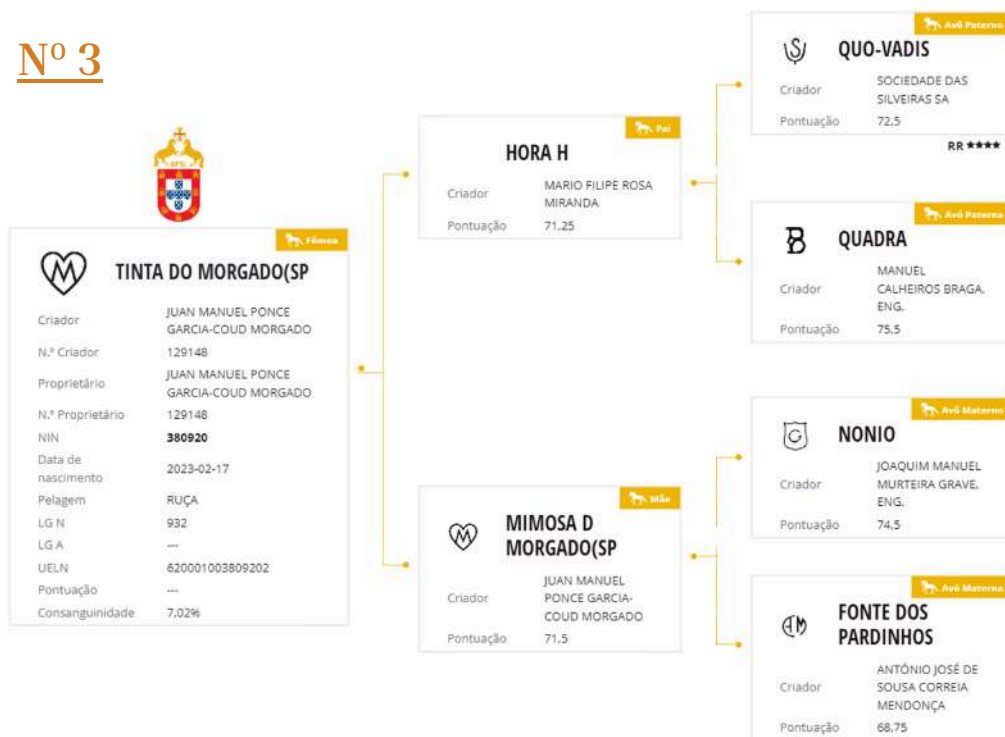 Nº 3
Fêmea
TINTA DO MORGADO(SP
Criador
JUAN MANUEL PONCE
GARCIA-COUD MORGADO
N.º Criador 129148
Proprietário
JUAN MANUEL PONCE
GARCIA-COUD MORGADO
N.º Proprietário 129148
NIN 380920
Data de
nascimento
2023-02-17
Pelagem RUÇA
LG N 932
LG A ---
UELN 620001003809202
Pontuação ---
Consanguinidade 7,02%
Pai
HORA H
Criador
MARIO FILIPE ROSA
MIRANDA
Pontuação 71,25
Mãe
MIMOSA D
MORGADO(SP
Criador
JUAN MANUEL
PONCE GARCIA-
COUD MORGADO
Pontuação 71,5
Avô Paterno
QUO-VADIS
Criador
SOCIEDADE DAS
SILVEIRAS SA
Pontuação 72,5
RR ★★★★
Avó Paterna
QUADRA
Criador
MANUEL
CALHEIROS BRAGA,
ENG.
Pontuação 75,5
Avô Materno
NONIO
Criador
JOAQUIM MANUEL
MURTEIRA GRAVE,
ENG.
Pontuação 74,5
Avó Materna
FONTE DOS
PARDINHOS
Criador
ANTÓNIO JOSÉ DE
SOUSA CORREIA
MENDONÇA
Pontuação 68,75